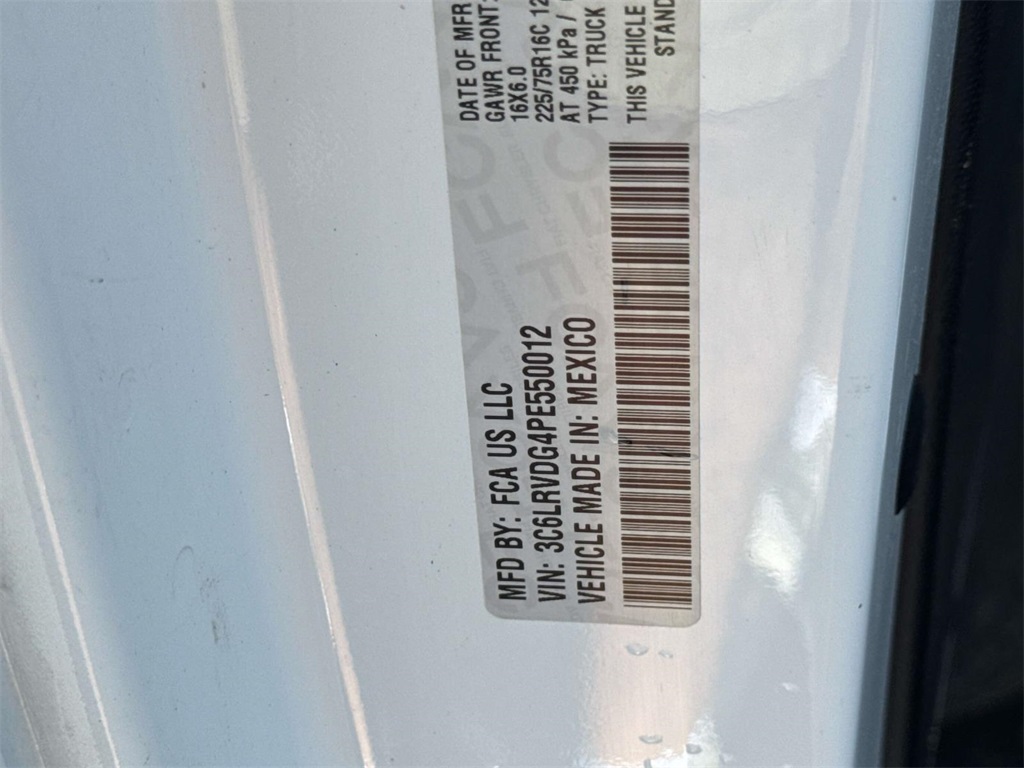 MFD BY: FCA US LLC
VIN: 3C6LRVDG4PE550012
VEHICLE MADE IN: MEXICO
DATE OF MFR
GAWR FRONT:
16X6.0
225/75R16C 12
AT 450 kPa /
TYPE: TRUCK
THIS VEHICLE
STAND